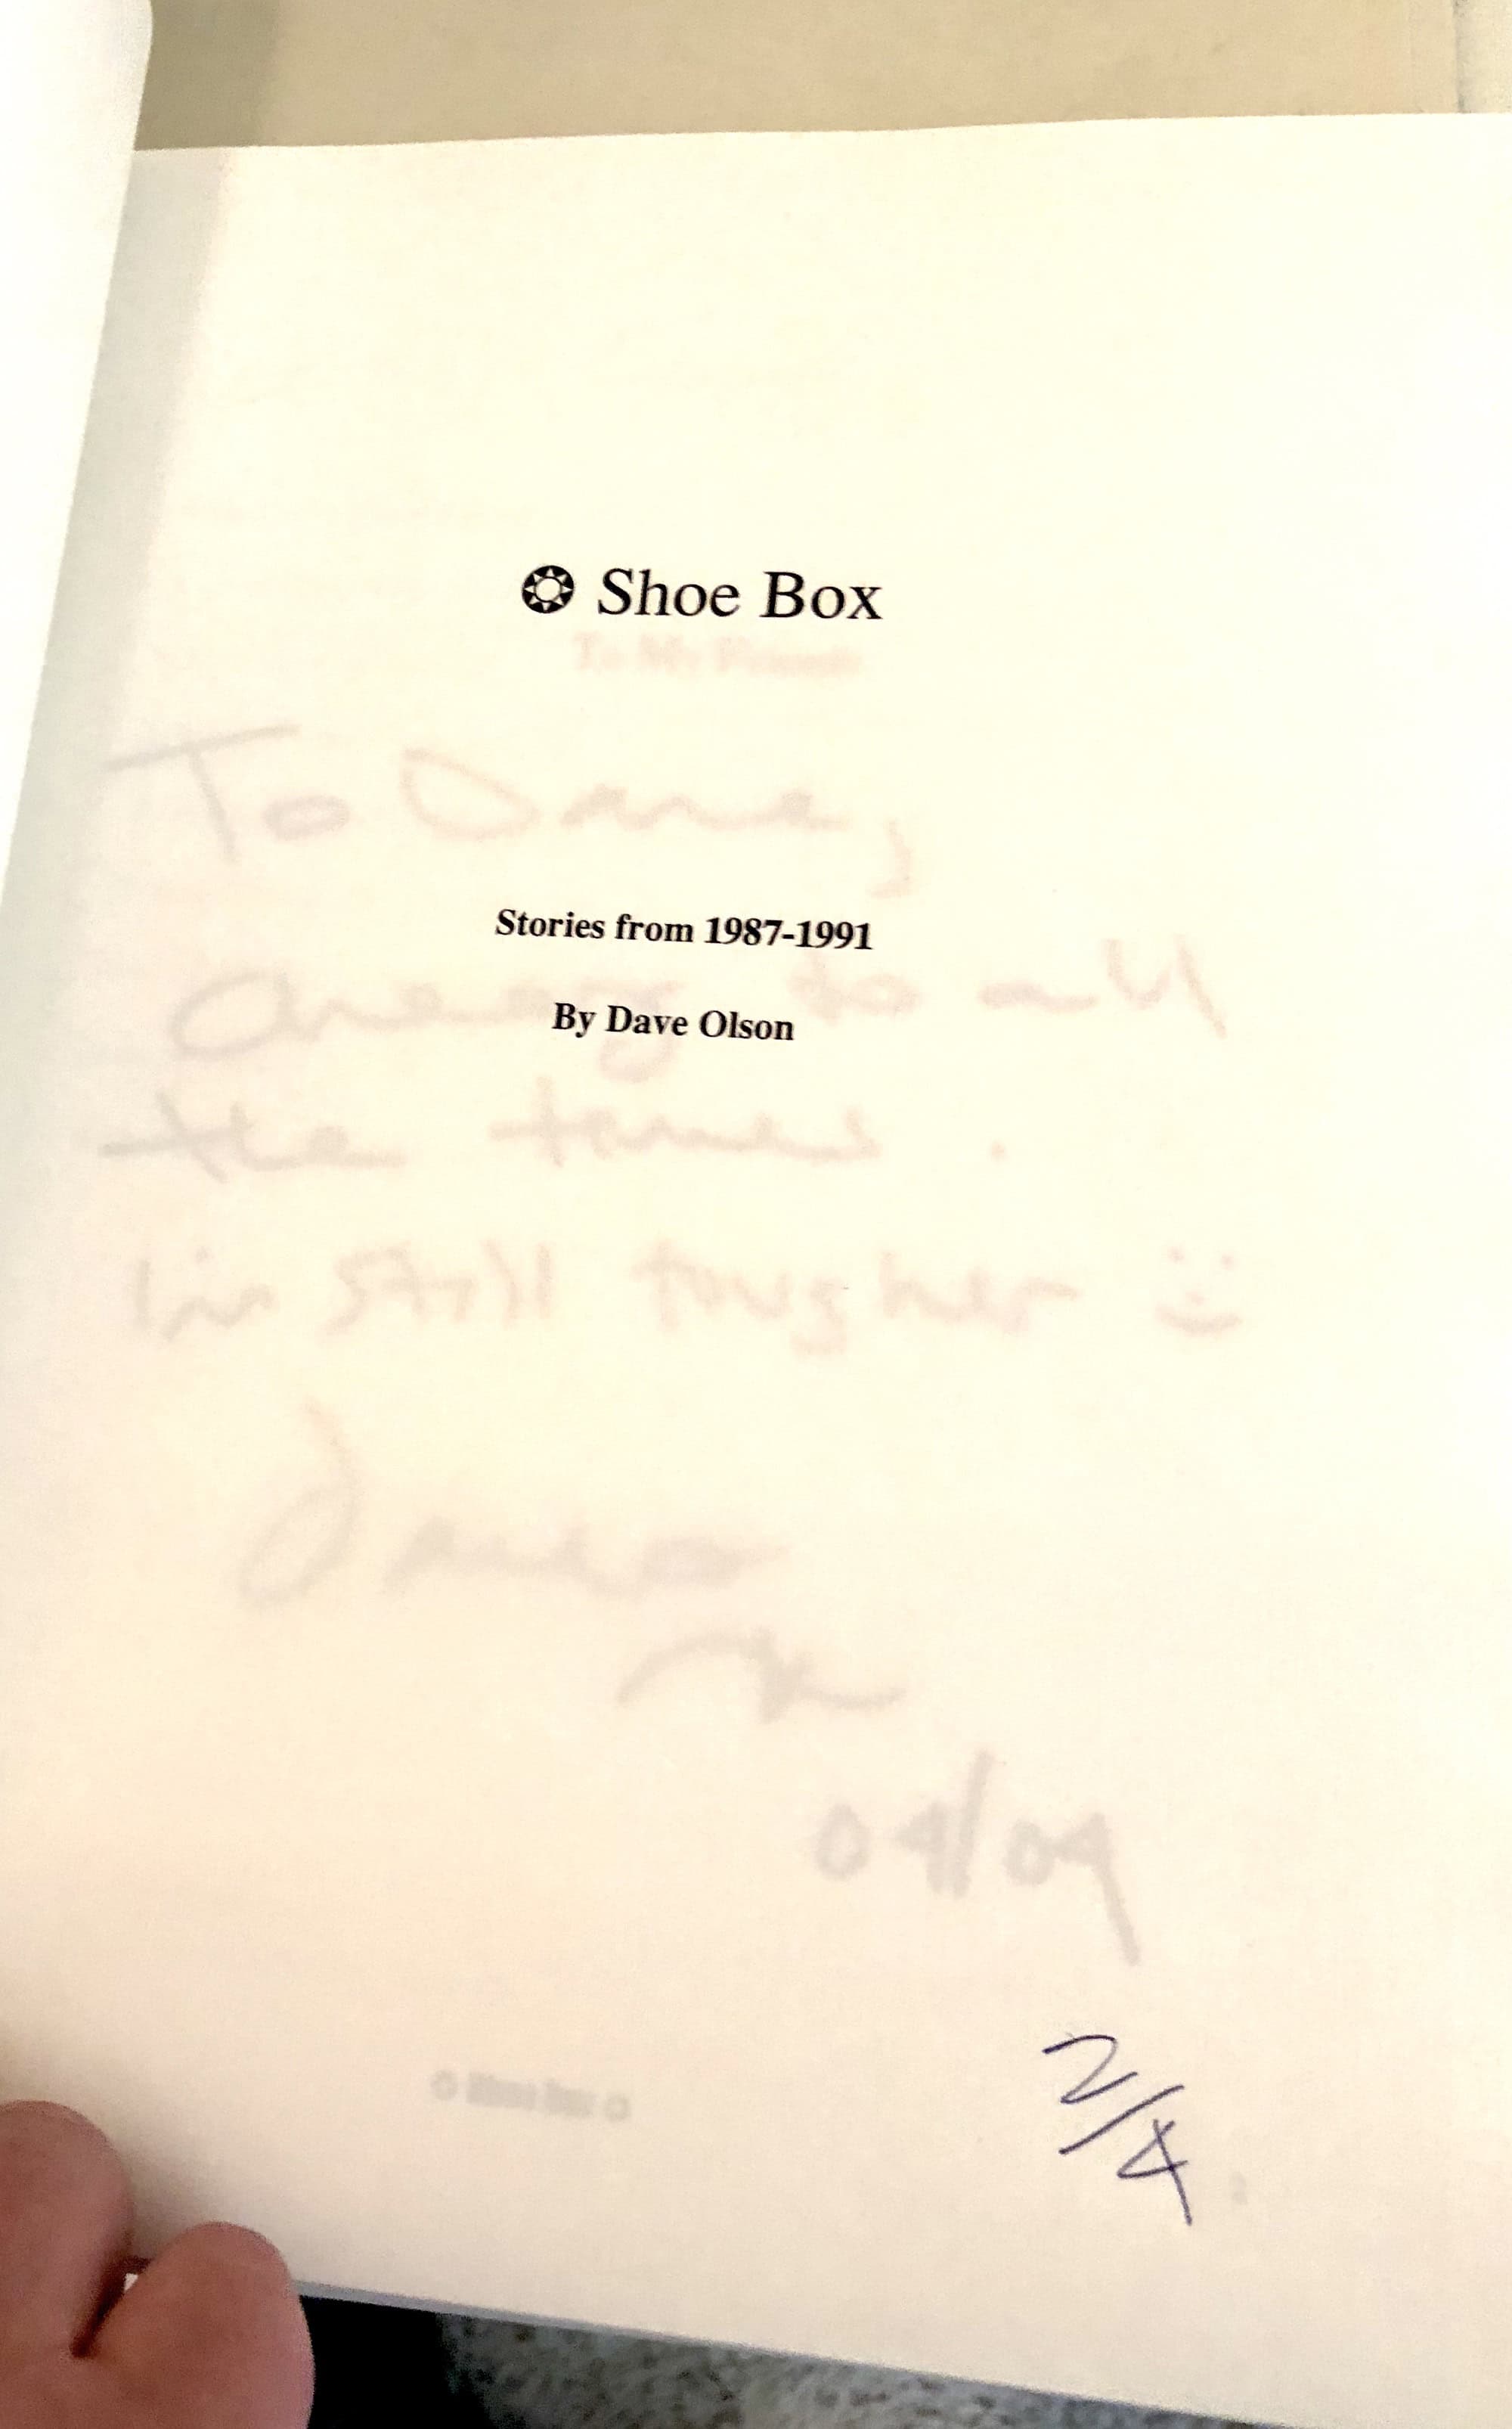 ❂ Shoe Box
To My Friends
To Dave,
Cheers to all
the times.
I'm still tougher :)
Stories from 1987-1991
By Dave Olson
04/09
2/4